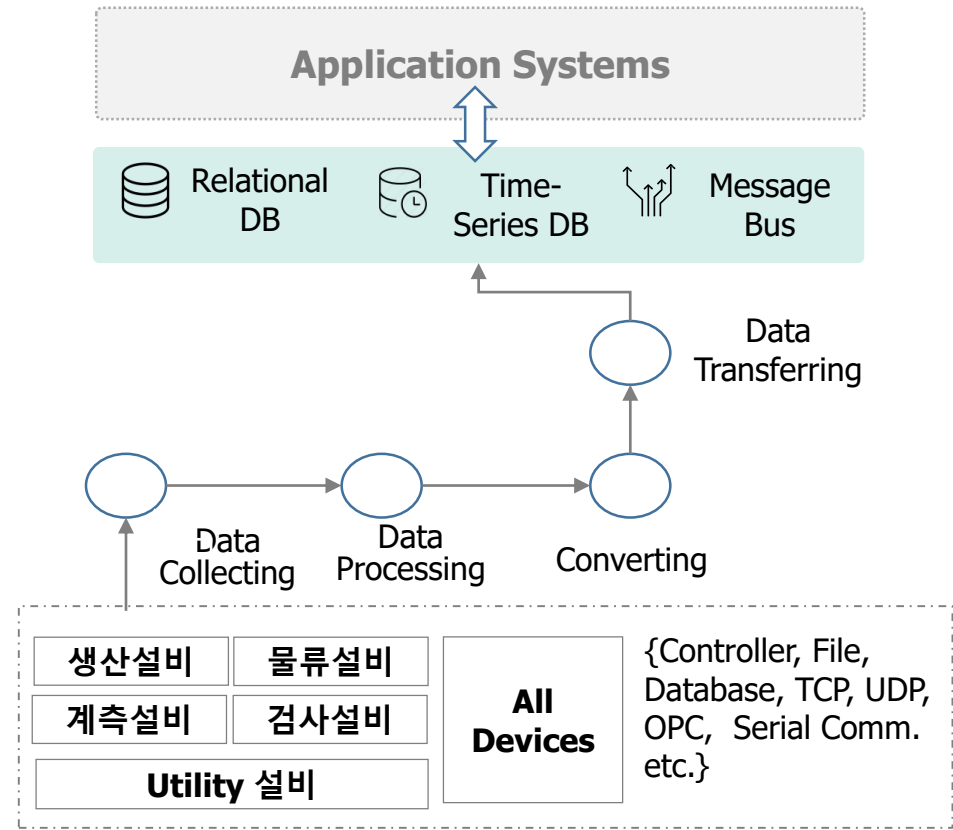 Application Systems
Relational
DB
Time-
Series DB
Message
Bus
Data
Transferring
Data
Collecting
Data
Processing
Converting
생산설비
물류설비
계측설비
검사설비
Utility 설비
All
Devices
{Controller, File,
Database, TCP, UDP,
OPC, Serial Comm.
etc.}